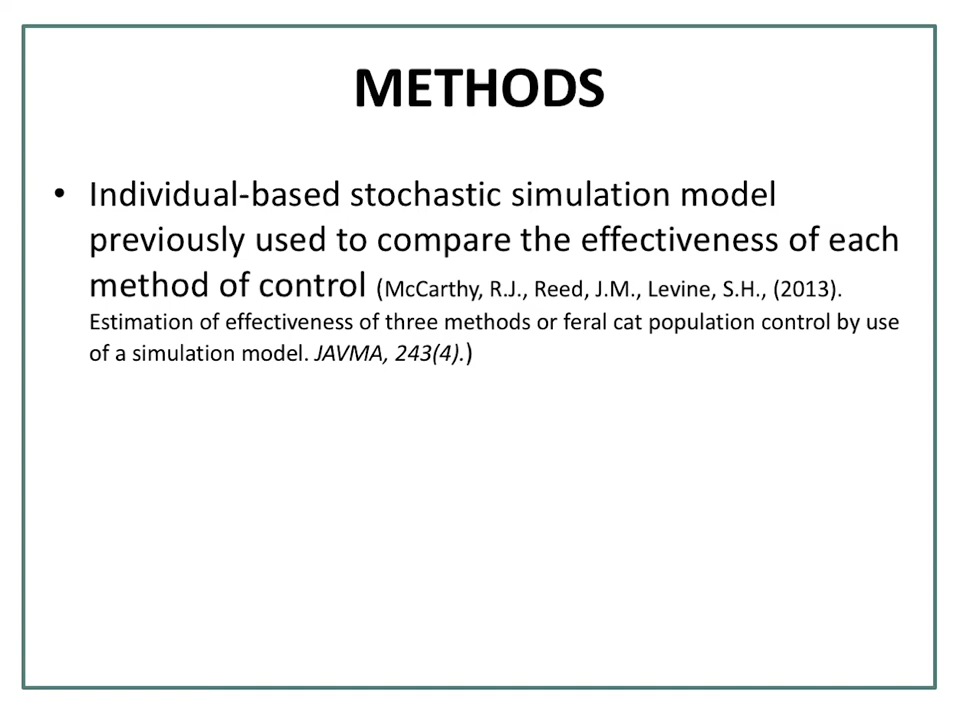 METHODS
• Individual-based stochastic simulation model
previously used to compare the effectiveness of each
method of control (McCarthy, R.J., Reed, J.M., Levine, S.H., (2013).
Estimation of effectiveness of three methods or feral cat population control by use
of a simulation model. JAVMA, 243(4).)